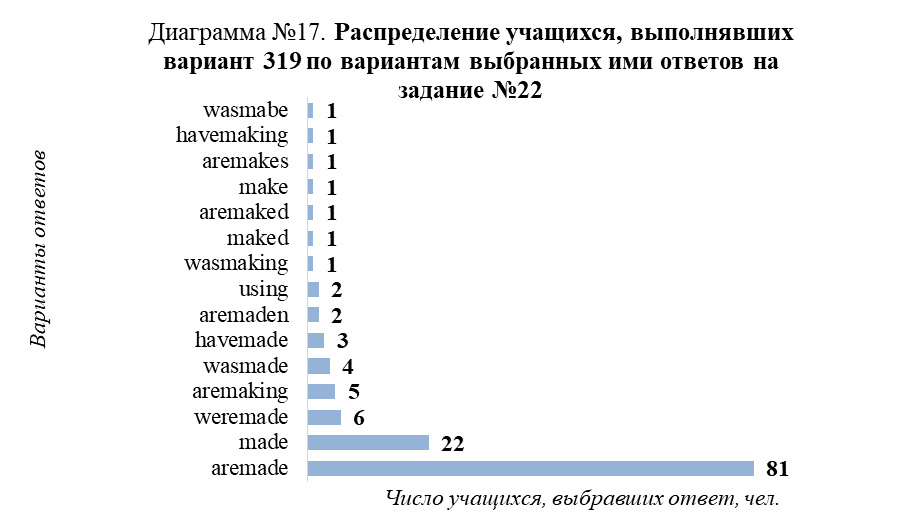 Диаграмма №17. Распределение учащихся, выполнявших
вариант 319 по вариантам выбранных ими ответов на
задание №22
Варианты ответов
wasmabe 1
havemaking 1
aremakes 1
make 1
aremaked 1
maked 1
wasmaking 1
using 2
aremaden 2
havemade 3
wasmade 4
aremaking 5
weremade 6
made 22
aremade 81
Число учащихся, выбравших ответ, чел.